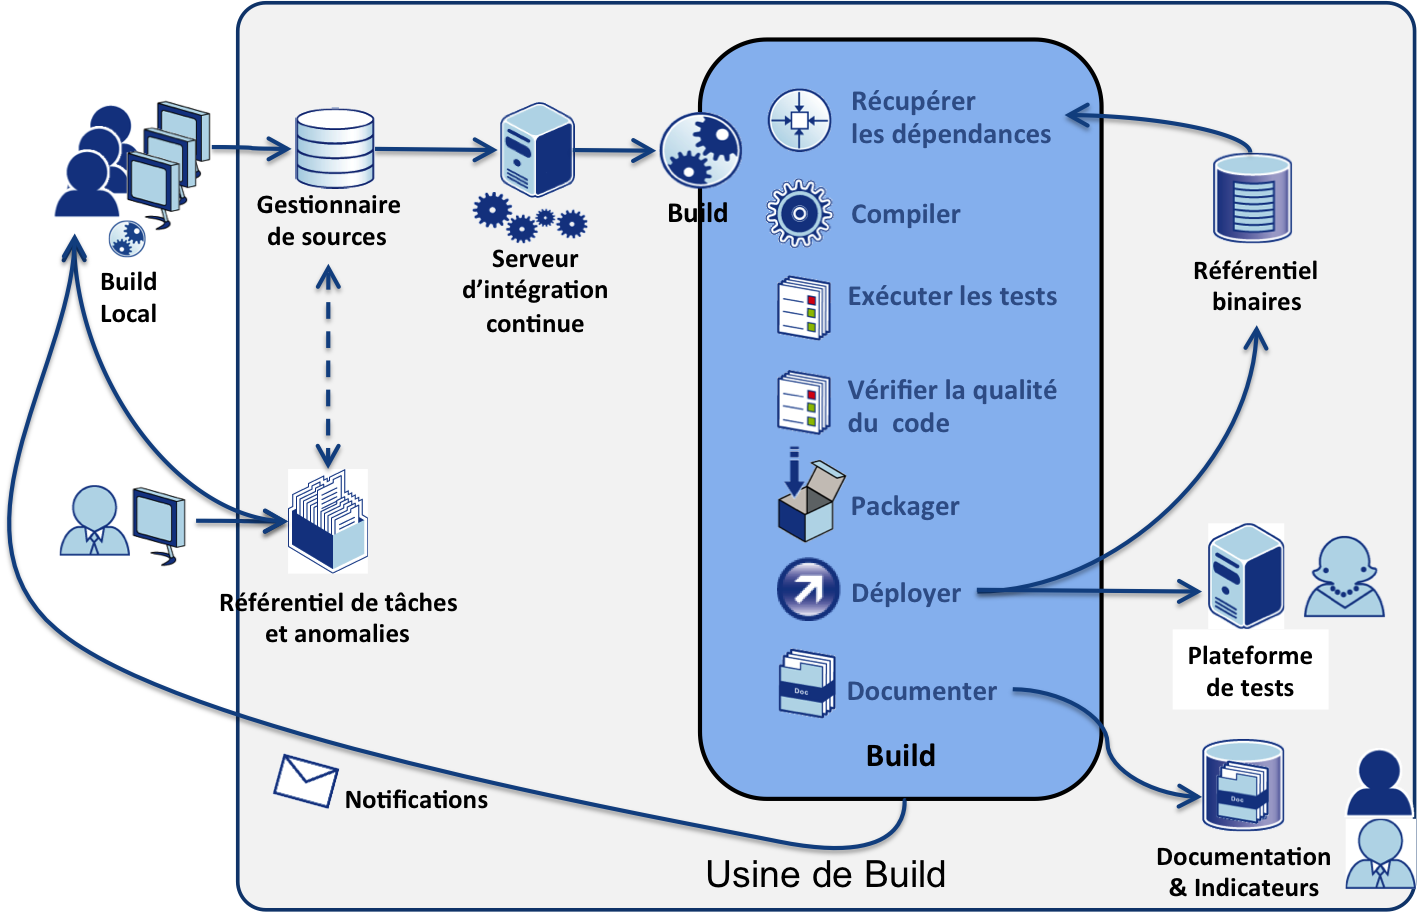 Build
Local
Gestionnaire
de sources
Serveur
d'intégration
continue
Build
Récupérer
les dépendances
Compiler
Exécuter les tests
Vérifier la qualité
du code
Packager
Déployer
Documenter
Doc
Build
Référentiel
binaires
Référentiel de tâches
et anomalies
Plateforme
de tests
Notifications
Doc
Documentation
& Indicateurs
Usine de Build